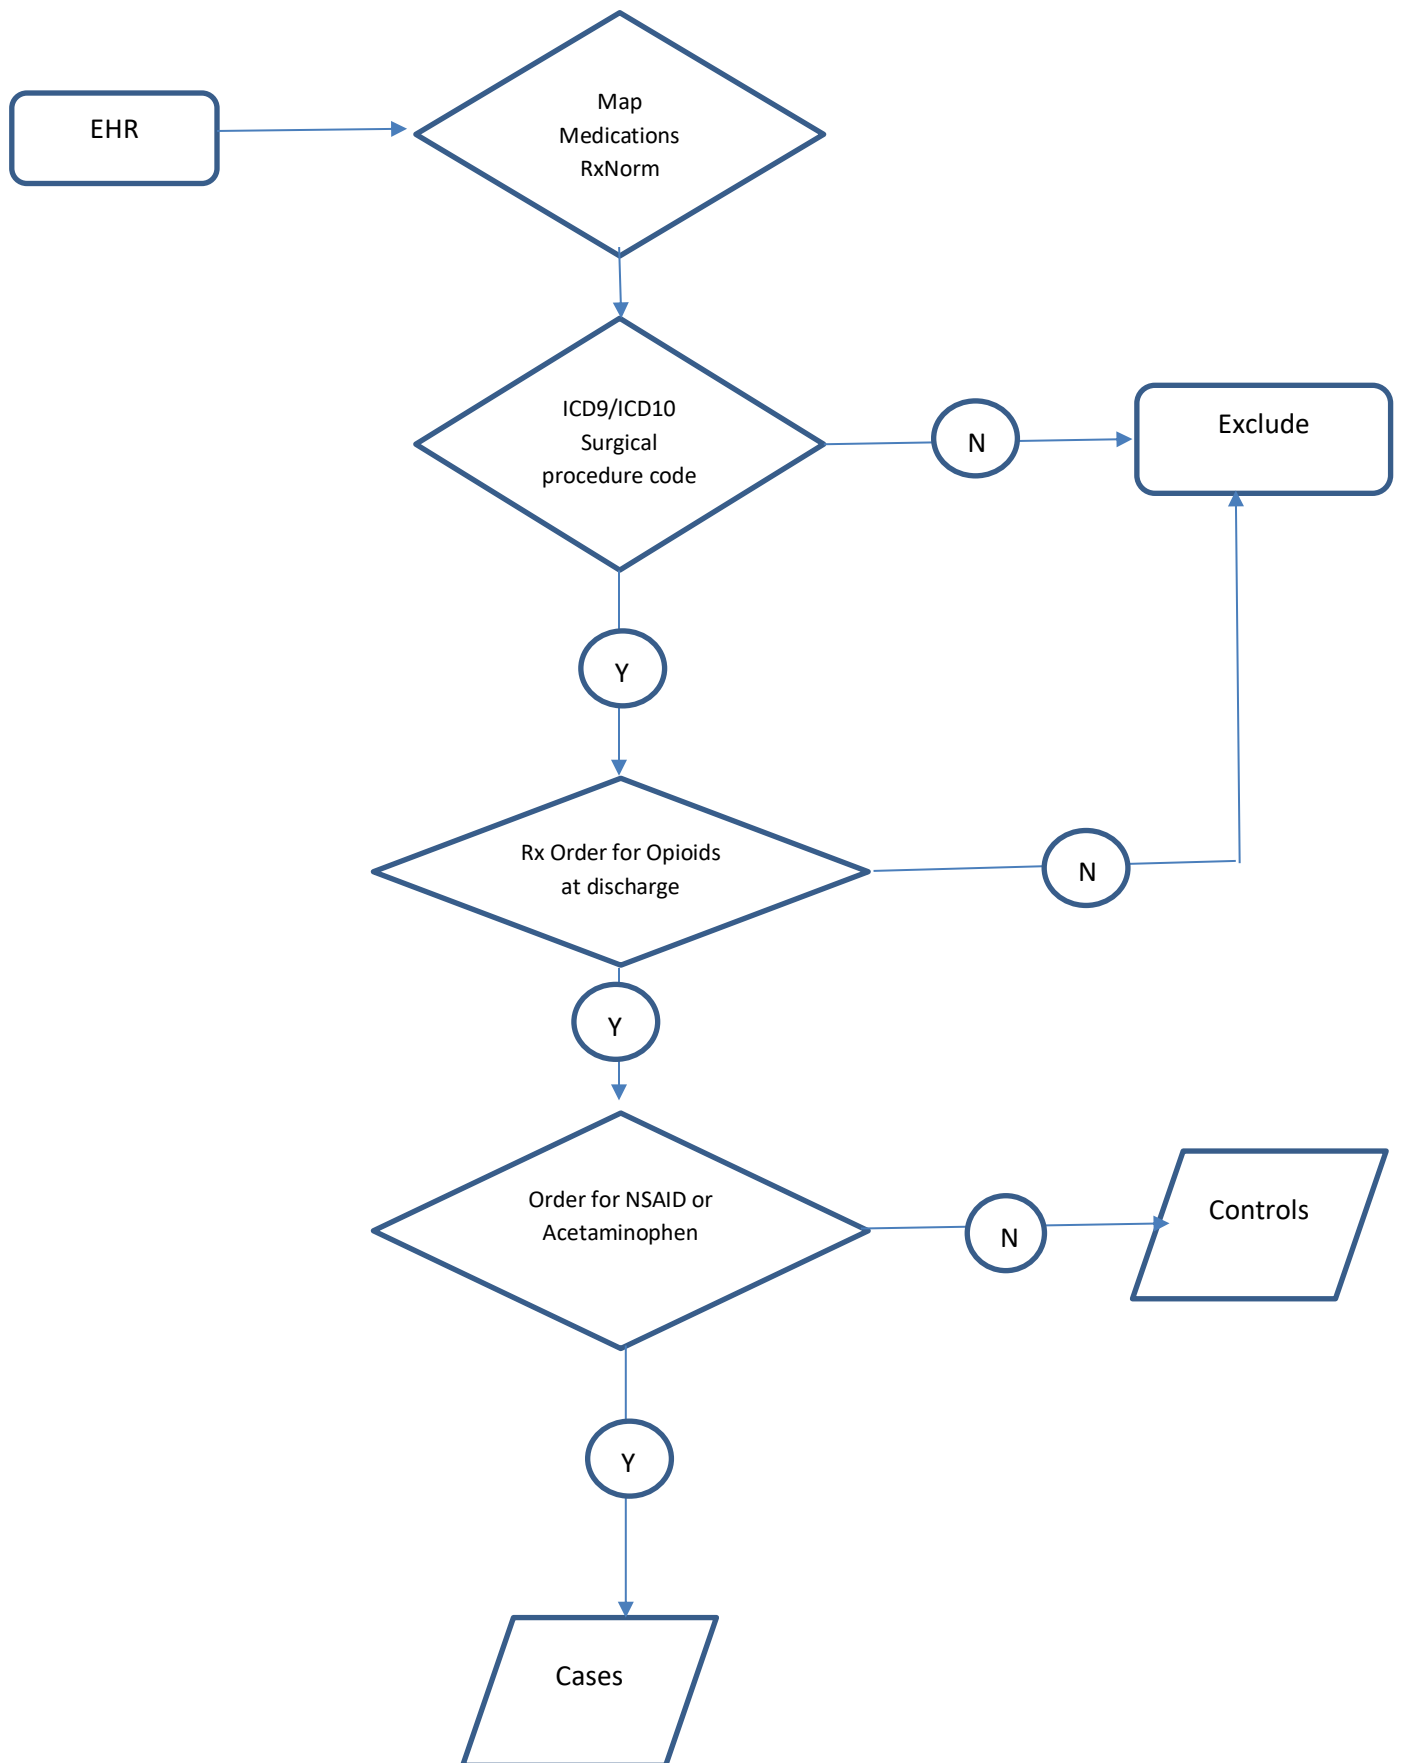 EHR
Map
Medications
RxNorm
ICD9/ICD10
Surgical
procedure code
N
Exclude
Y
Rx Order for Opioids
at discharge
N
Y
Order for NSAID or
Acetaminophen
N
Controls
Y
Cases